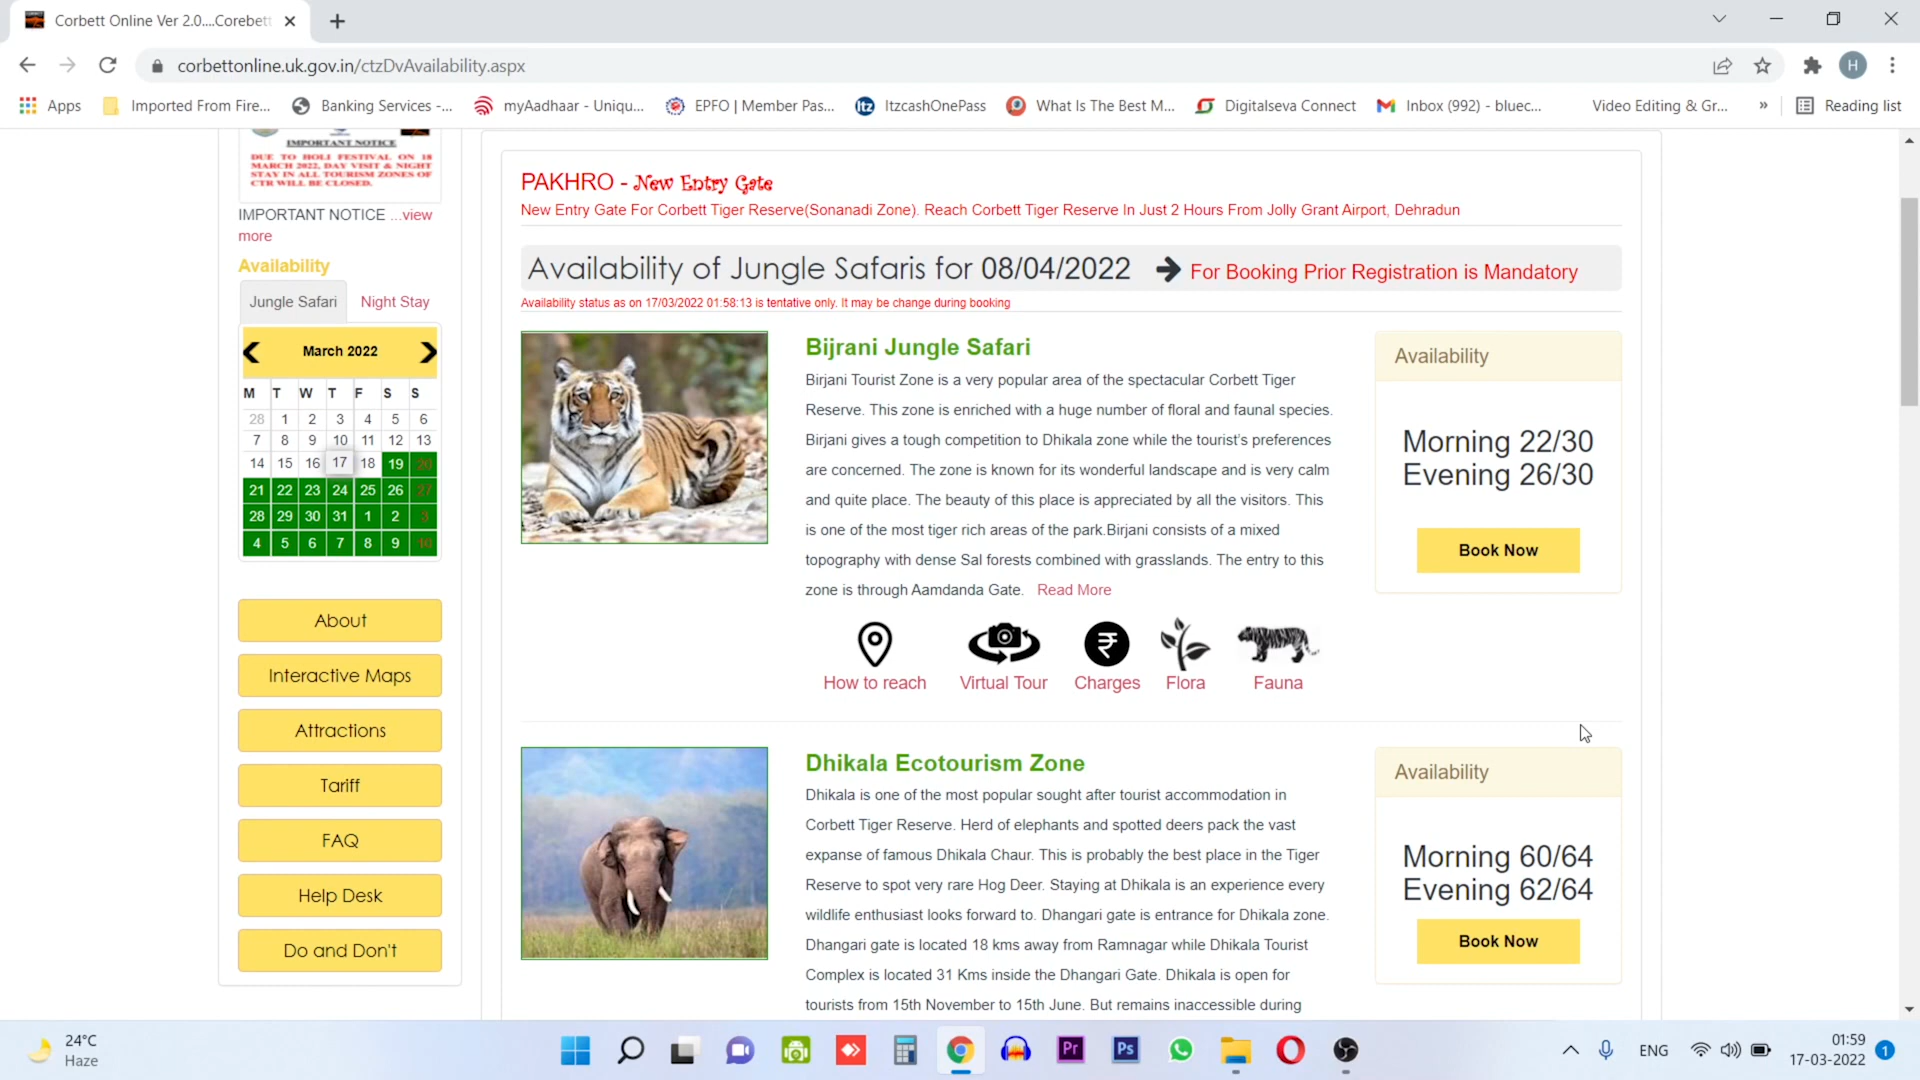 Corbett Online Ver 2.0....Corebett
corbettonline.uk.gov.in/ctzDvAvailability.aspx
H
Apps
Imported From Fire...
Banking Services -...
myAadhaar - Uniqu...
EPFO | Member Pas...
ItzcashOnePass
What Is The Best M...
Digitalseva Connect
Inbox (992) - bluec...
Video Editing & Gr...
»
Reading list
IMPORTANT NOTICE
DUE TO HOLI FESTIVAL ON 18
MARCH 2022, DAY VISIT & NIGHT
STAY IN ALL TOURISM ZONES OF
CTR WILL BE CLOSED.
IMPORTANT NOTICE ...view
more
Availability
Jungle Safari
Night Stay
March 2022
M T W T F S S
28 1 2 3 4 5 6
7 8 9 10 11 12 13
14 15 16 17 18 19 20
21 22 23 24 25 26 27
28 29 30 31 1 2 3
4 5 6 7 8 9 10
About
Interactive Maps
Attractions
Tariff
FAQ
Help Desk
Do and Don't
PAKHRO - New Entry Gate
New Entry Gate For Corbett Tiger Reserve(Sonanadi Zone). Reach Corbett Tiger Reserve In Just 2 Hours From Jolly Grant Airport, Dehradun
Availability of Jungle Safaris for 08/04/2022 For Booking Prior Registration is Mandatory
Availability status as on 17/03/2022 01:58:13 is tentative only. It may be change during booking
Bijrani Jungle Safari
Birjani Tourist Zone is a very popular area of the spectacular Corbett Tiger
Reserve. This zone is enriched with a huge number of floral and faunal species.
Birjani gives a tough competition to Dhikala zone while the tourist's preferences
are concerned. The zone is known for its wonderful landscape and is very calm
and quite place. The beauty of this place is appreciated by all the visitors. This
is one of the most tiger rich areas of the park.Birjani consists of a mixed
topography with dense Sal forests combined with grasslands. The entry to this
zone is through Aamdanda Gate. Read More
How to reach
Virtual Tour
Charges
Flora
Fauna
Availability
Morning 22/30
Evening 26/30
Book Now
Dhikala Ecotourism Zone
Dhikala is one of the most popular sought after tourist accommodation in
Corbett Tiger Reserve. Herd of elephants and spotted deers pack the vast
expanse of famous Dhikala Chaur. This is probably the best place in the Tiger
Reserve to spot very rare Hog Deer. Staying at Dhikala is an experience every
wildlife enthusiast looks forward to. Dhangari gate is entrance for Dhikala zone.
Dhangari gate is located 18 kms away from Ramnagar while Dhikala Tourist
Complex is located 31 Kms inside the Dhangari Gate. Dhikala is open for
tourists from 15th November to 15th June. But remains inaccessible during
Availability
Morning 60/64
Evening 62/64
Book Now
24°C
Haze
Pr
Ps
ENG
01:59
17-03-2022
1